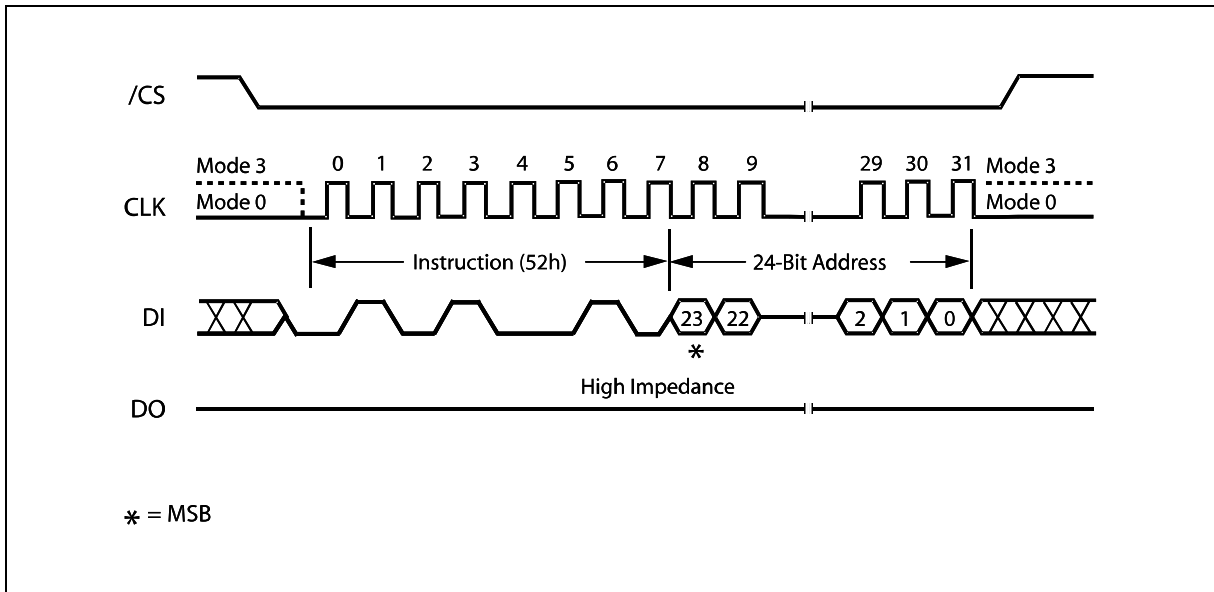 /CS
Mode 3
0 1 2 3 4 5 6 7 8 9 29 30 31
Mode 3
CLK
Mode 0
Mode 0
Instruction (52h)
24-Bit Address
DI
23 22 2 1 0
*
High Impedance
DO
* = MSB